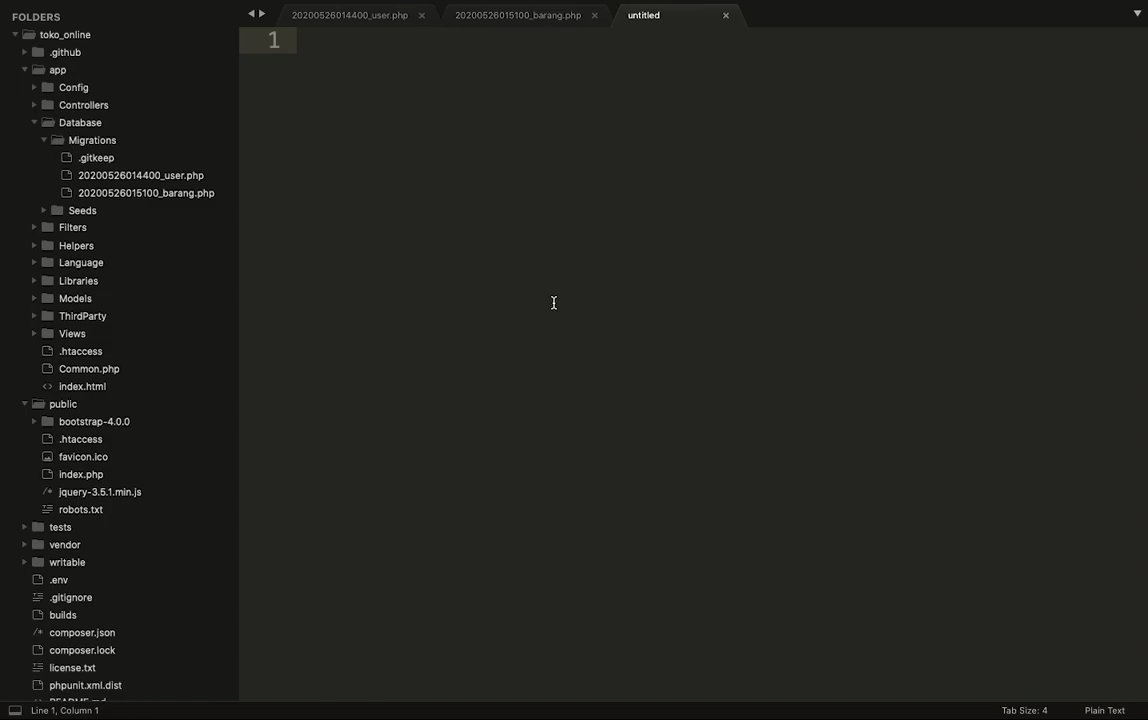 FOLDERS
toko_online
.github
app
Config
Controllers
Database
Migrations
.gitkeep
20200526014400_user.php
20200526015100_barang.php
Seeds
Filters
Helpers
Language
Libraries
Models
ThirdParty
Views
.htaccess
Common.php
index.html
public
bootstrap-4.0.0
.htaccess
favicon.ico
index.php
jquery-3.5.1.min.js
robots.txt
tests
vendor
writable
.env
.gitignore
builds
composer.json
composer.lock
license.txt
phpunit.xml.dist
20200526014400_user.php
20200526015100_barang.php
untitled
1
Line 1, Column 1
Tab Size: 4
Plain Text